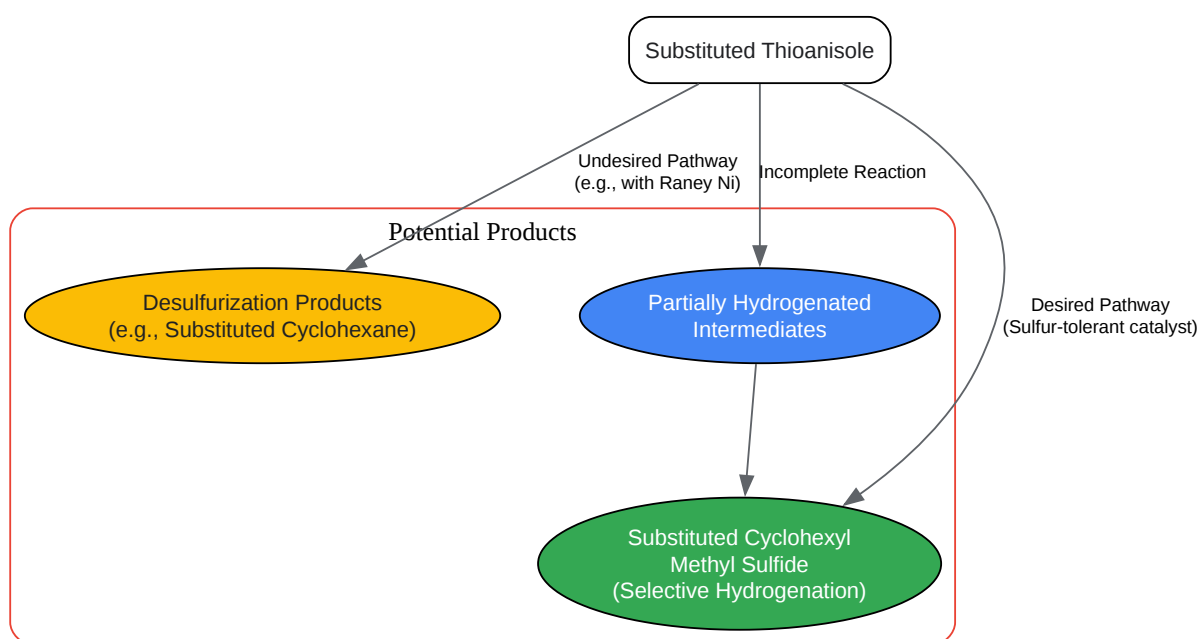 Substituted Thioanisole
Undesired Pathway
(e.g., with Raney Ni)
Incomplete Reaction
Potential Products
Desulfurization Products
(e.g., Substituted Cyclohexane)
Partially Hydrogenated
Intermediates
Desired Pathway
(Sulfur-tolerant catalyst)
Substituted Cyclohexyl
Methyl Sulfide
(Selective Hydrogenation)